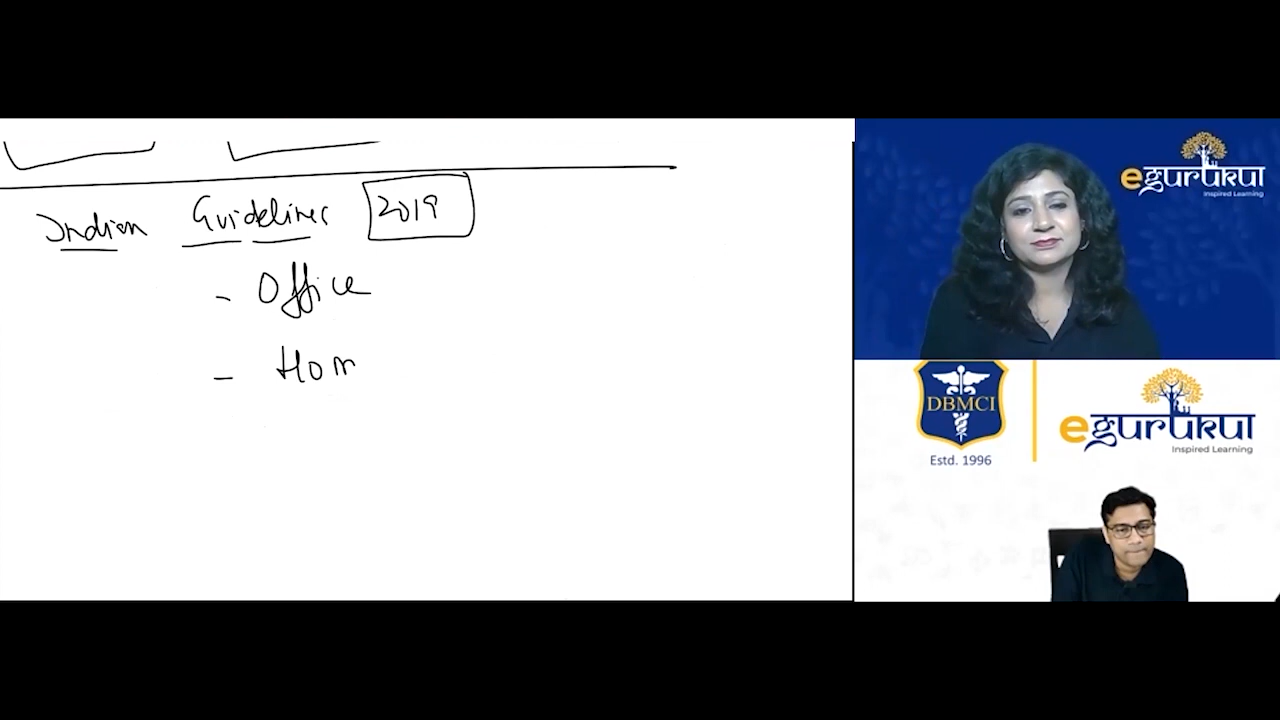 Indian Guidelines 2019
- Office
- Hom
egurukul
Inspired Learning
DBMCI
Estd. 1996
egurukul
Inspired Learning